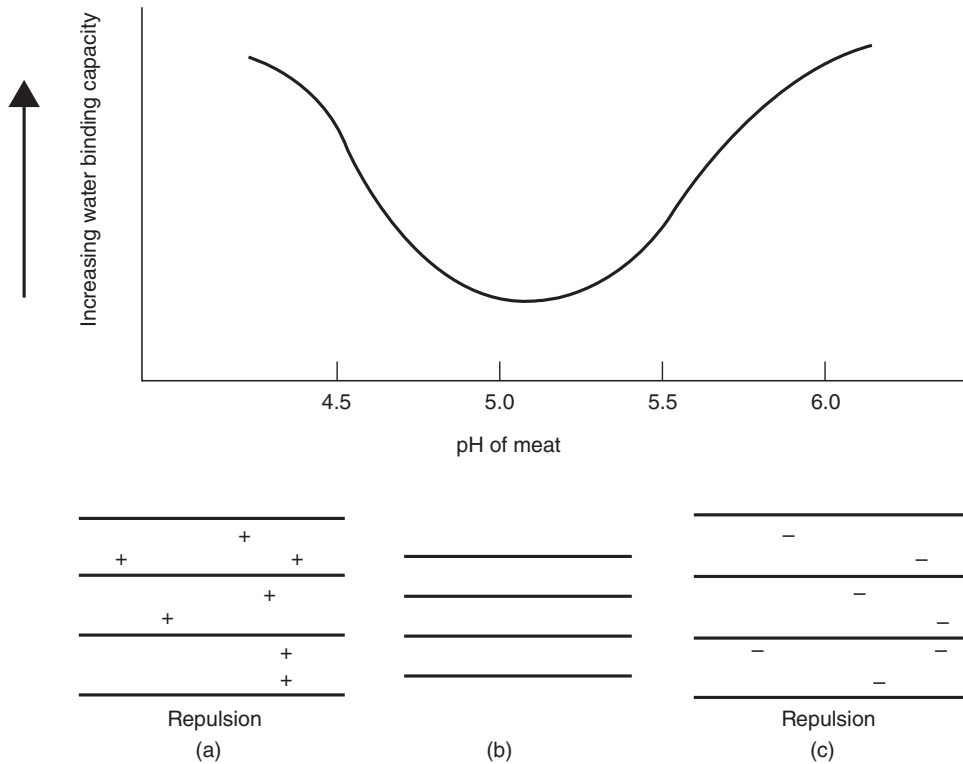 Increasing water binding capacity
4.5 5.0 5.5 6.0
pH of meat
+
+ +
+
+
+
+
–
–
–
–
– –
–
Repulsion Repulsion
(a) (b) (c)